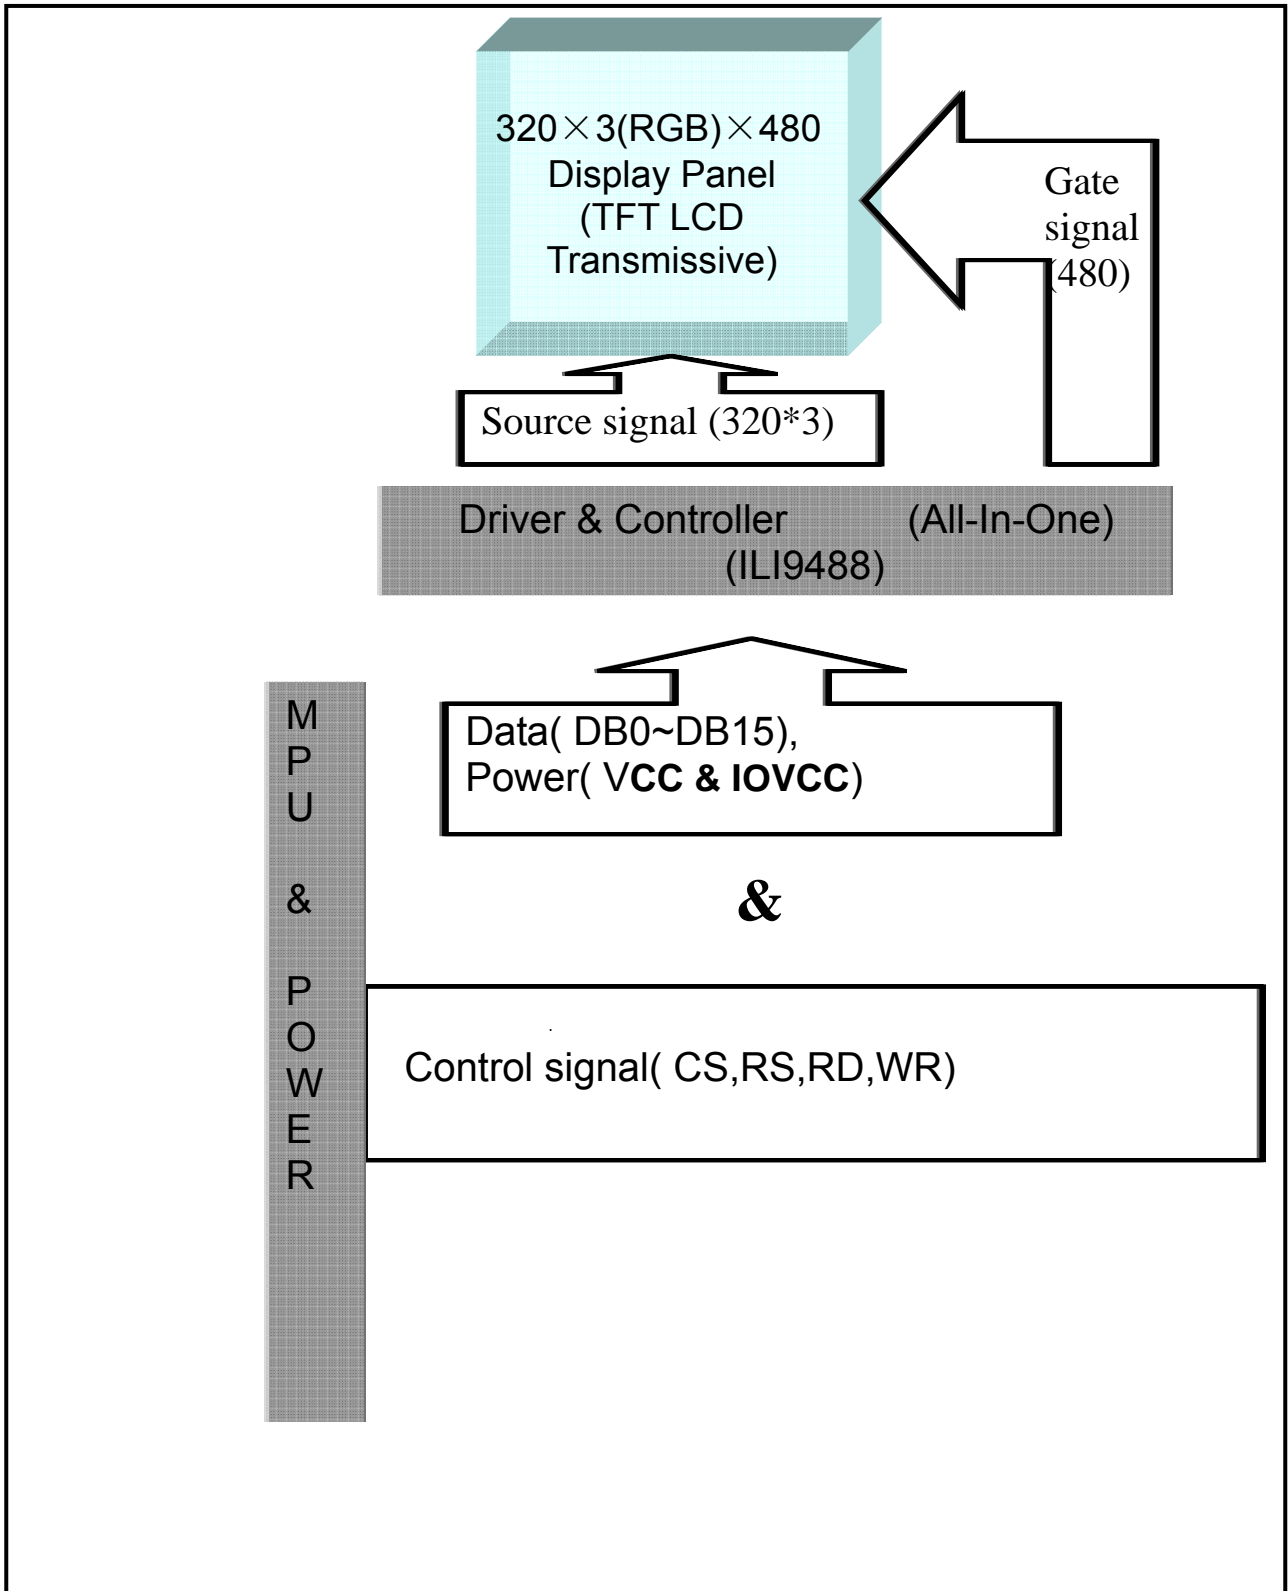 320×3(RGB)×480
Display Panel
(TFT LCD
Transmissive)
Gate
signal
(480)
Source signal (320*3)
Driver & Controller (All-In-One)
(ILI9488)
M
P
U
&
P
O
W
E
R
Data( DB0~DB15),
Power( VCC & IOVCC)
&
Control signal( CS,RS,RD,WR)